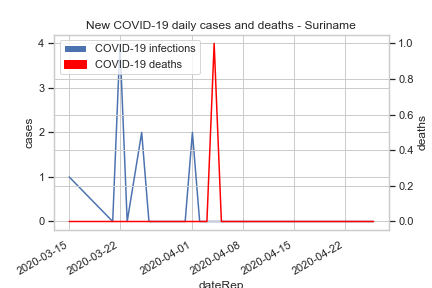 New COVID-19 daily cases and deaths - Suriname
COVID-19 infections
COVID-19 deaths
4
3
2
1
0
cases
1.0
0.8
0.6
0.4
0.2
0.0
deaths
2020-03-15
2020-03-22
2020-04-01
2020-04-08
2020-04-15
2020-04-22
dateRep